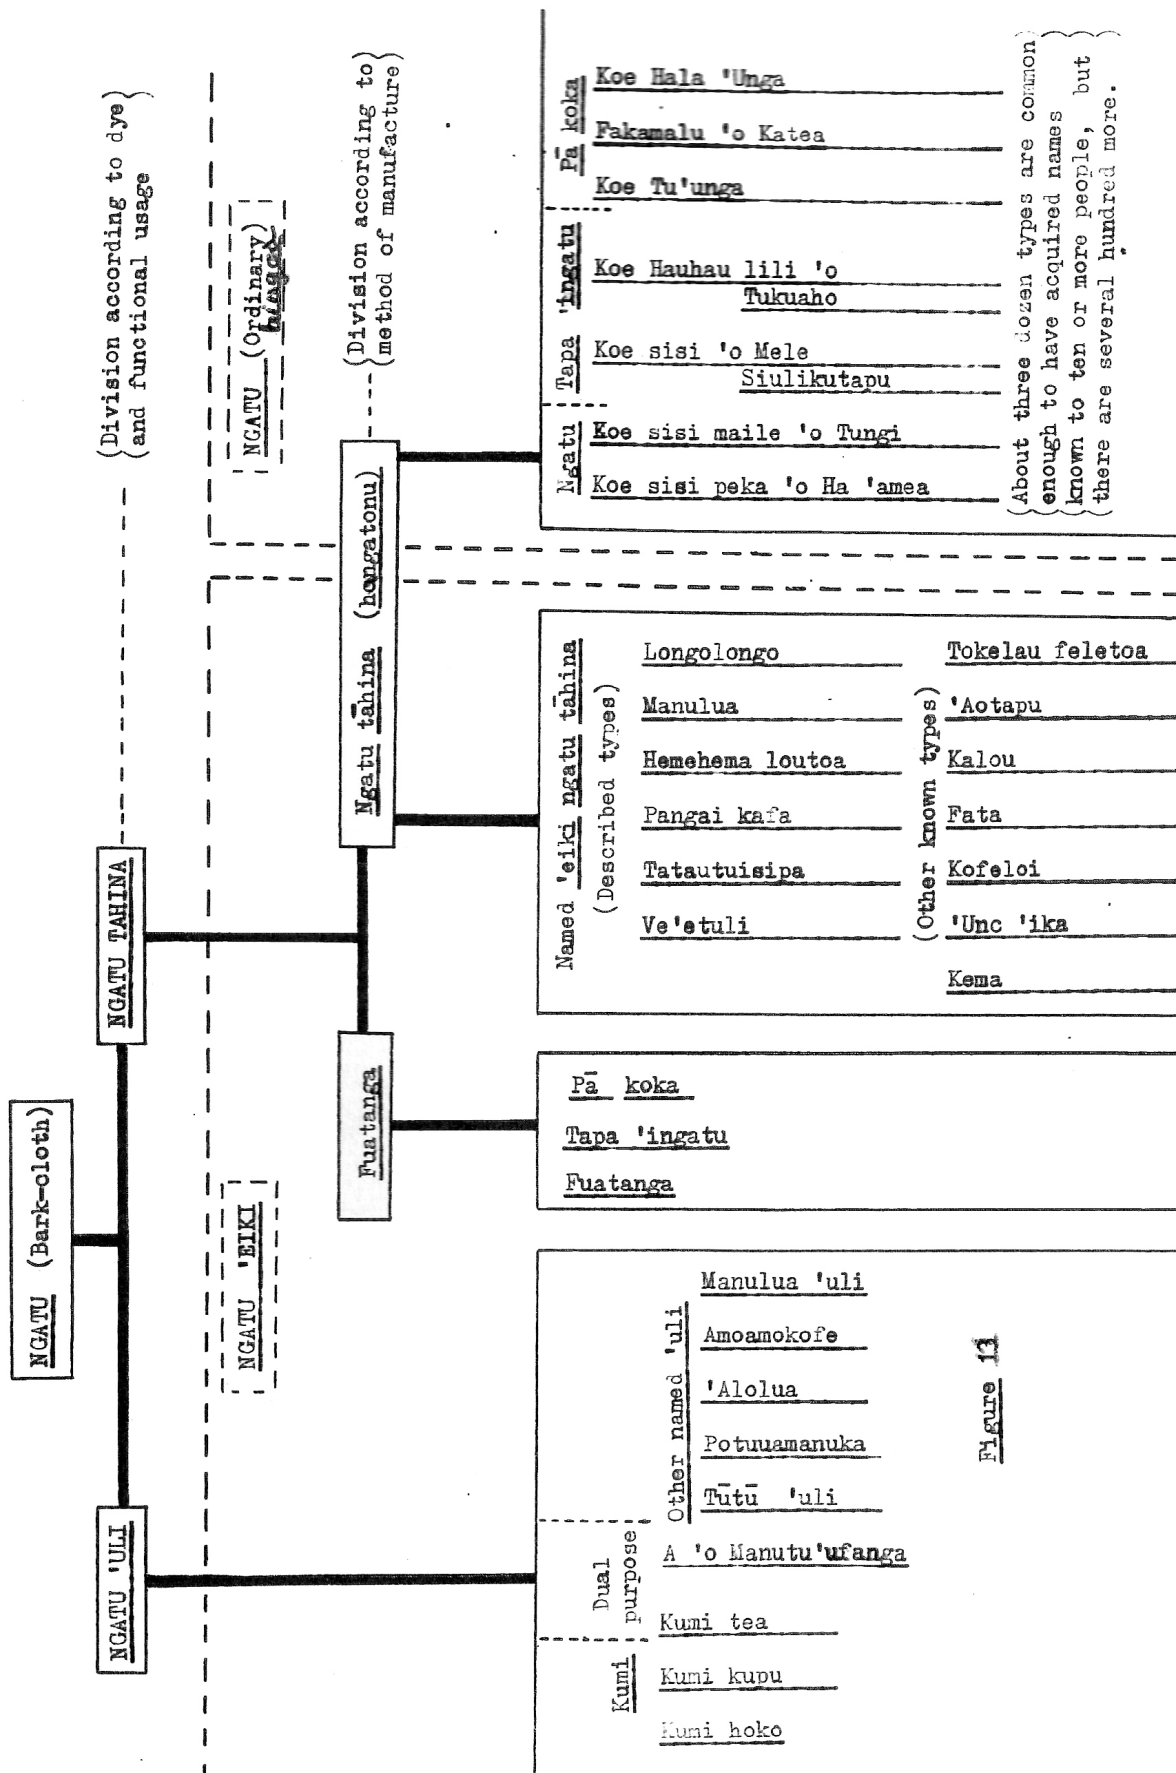 NGATU (Bark-cloth)
NGATU 'ULI
NGATU TAHINA
(Division according to dye)
(and functional usage)
NGATU 'EIKI
NGATU (Ordinary)
Fuatanga
Ngatu tāhina (hongatonu)
(Division according to)
(method of manufacture)
Kumi
Kumi hoko
Kumi kupu
Dual
purpose
Kumi tea
A 'o Manutu'ufanga
Other named 'uli
Tūtū 'uli
Potuuamanuka
'Alolua
Amoamokofe
Manulua 'uli
Fuatanga
Tapa 'ingatu
Pā koka
Named 'eiki ngatu tāhina
(Described types)
Ve'etuli
Tatautuisipa
Pangai kafa
Hemehema loutoa
Manulua
Longolongo
(Other known types)
Kema
'Unc 'ika
Kofeloi
Fata
Kalou
'Aotapu
Tokelau feletoa
Ngatu
Koe sisi peka 'o Ha 'amea
Koe sisi maile 'o Tungi
Tapa 'ingatu
Koe sisi 'o Mele
Siulikutapu
Koe Hauhau lili 'o
Tukuaho
Pā koka
Koe Tu'unga
Fakamalu 'o Katea
Koe Hala 'Unga
(About three dozen types are common)
(enough to have acquired names)
(known to ten or more people, but)
(there are several hundred more.)
Figure 13